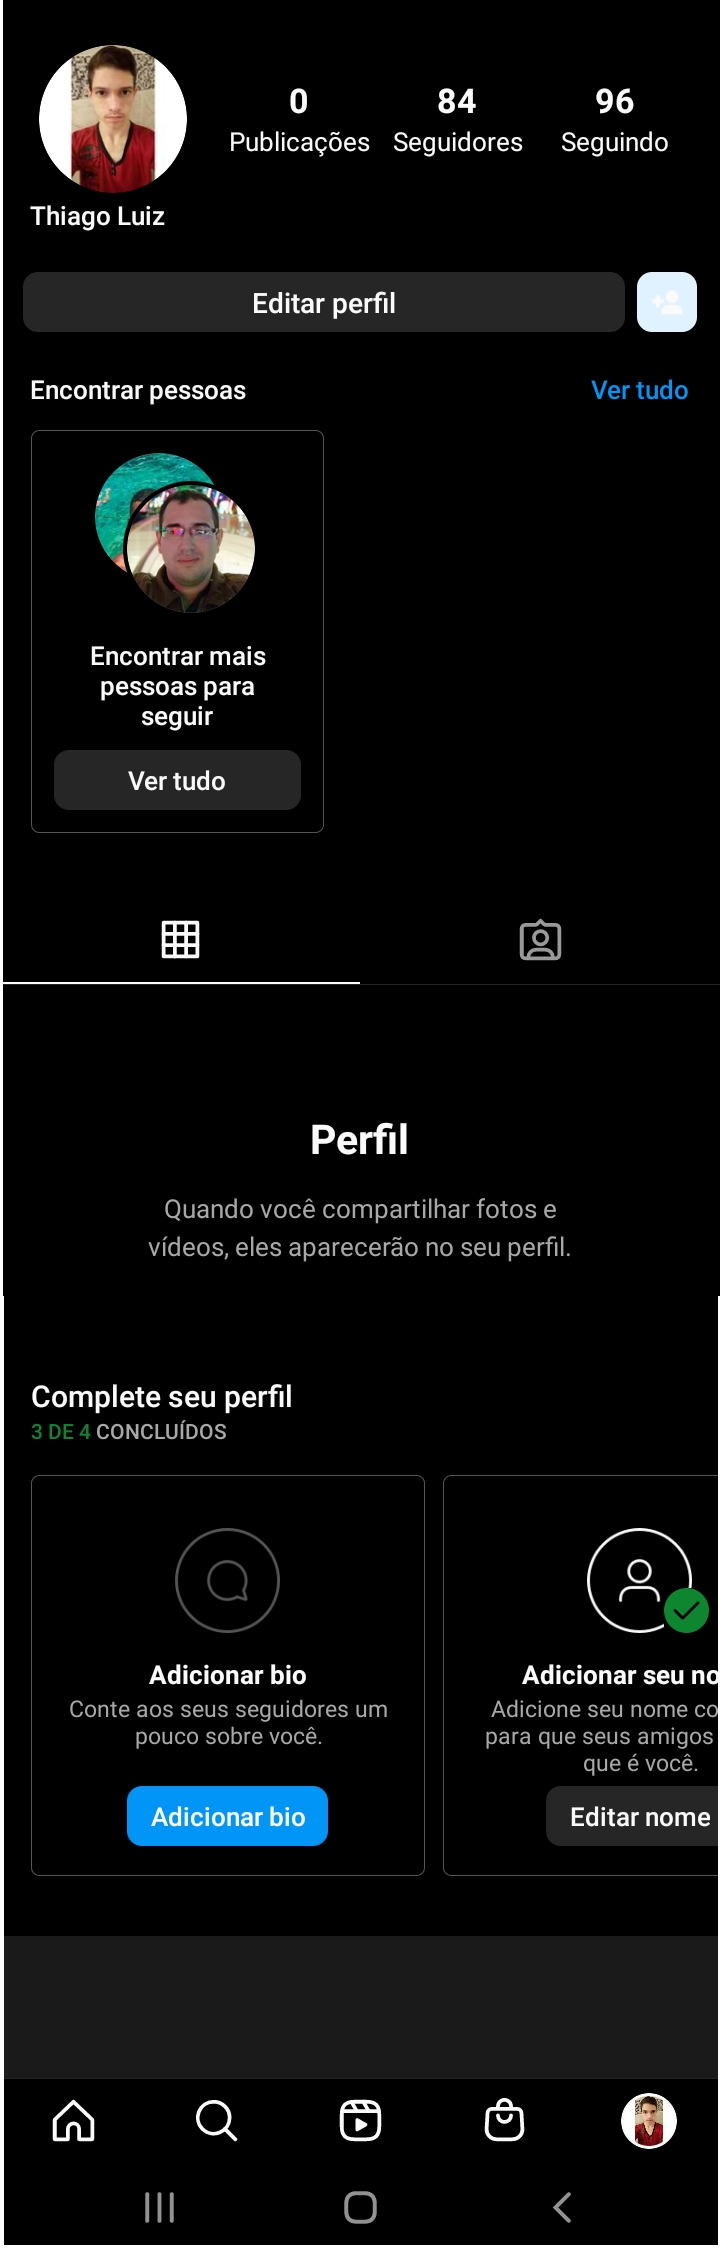 0 84 96
Publicações Seguidores Seguindo
Thiago Luiz
Editar perfil
Encontrar pessoas Ver tudo
Encontrar mais
pessoas para
seguir
Ver tudo
Perfil
Quando você compartilhar fotos e
vídeos, eles aparecerão no seu perfil.
Complete seu perfil
3 DE 4 CONCLUÍDOS
Adicionar bio
Conte aos seus seguidores um
pouco sobre você.
Adicionar bio
Adicionar seu no
Adicione seu nome co
para que seus amigos
que é você.
Editar nome